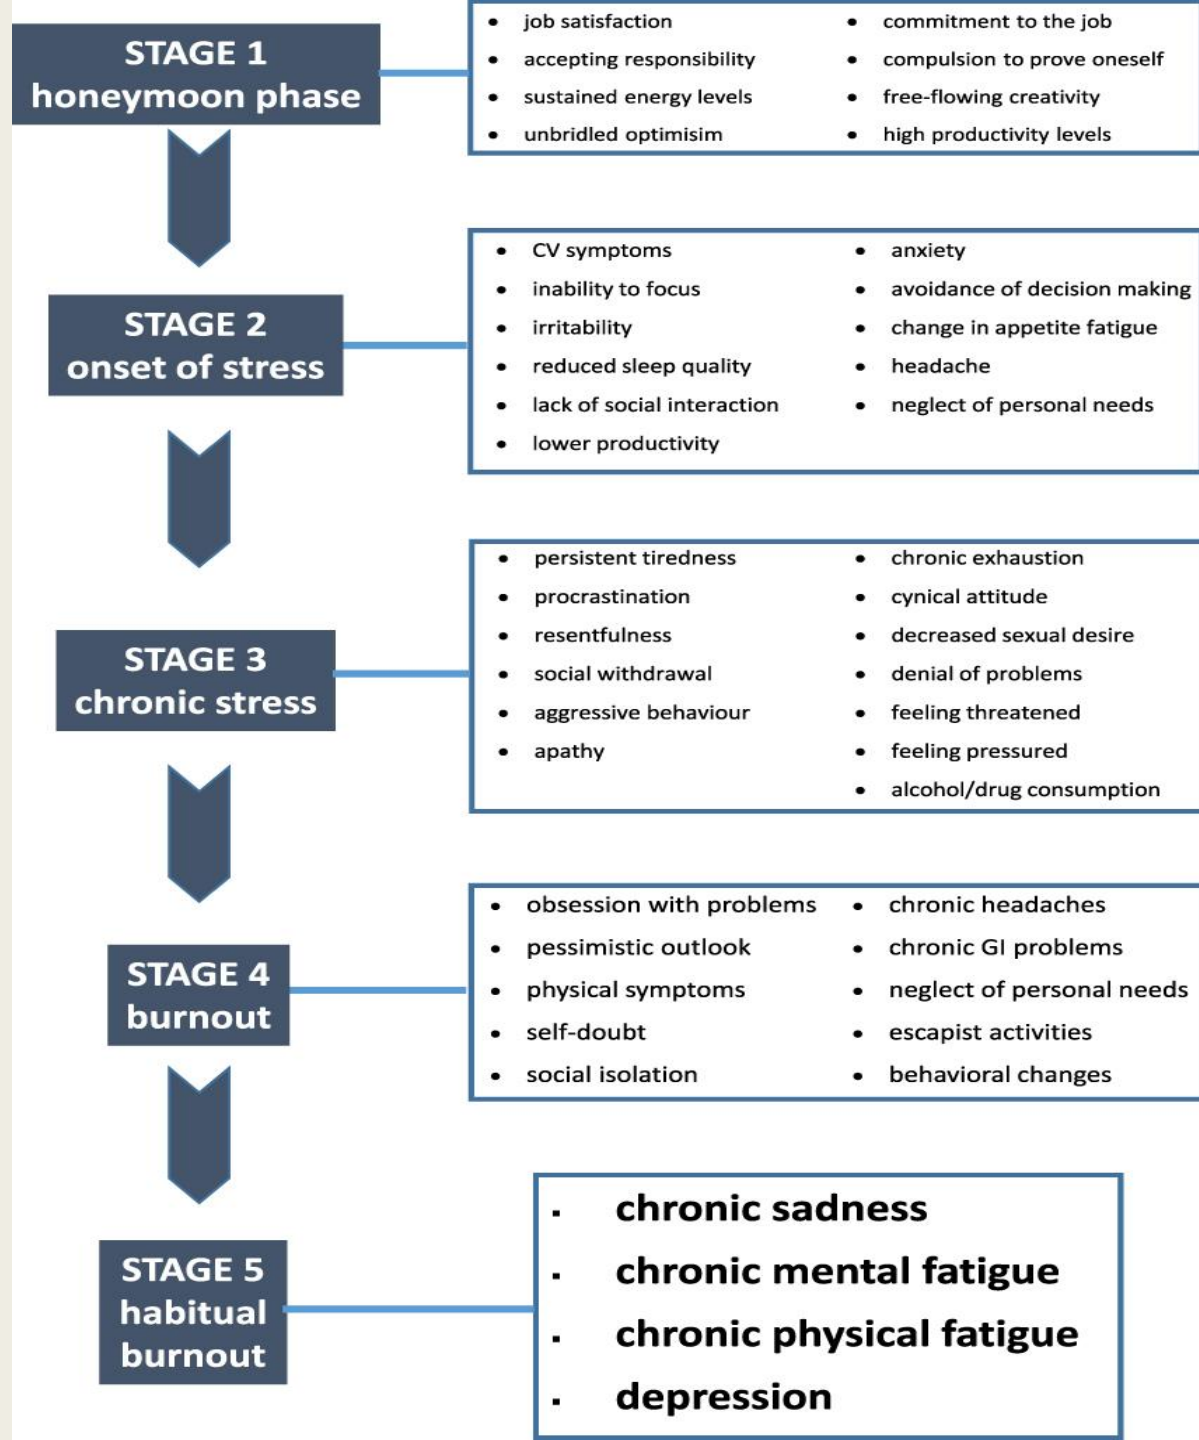 STAGE 1
honeymoon phase
job satisfaction
accepting responsibility
sustained energy levels
unbridled optimisim
commitment to the job
compulsion to prove oneself
free-flowing creativity
high productivity levels
STAGE 2
onset of stress
CV symptoms
inability to focus
irritability
reduced sleep quality
lack of social interaction
lower productivity
anxiety
avoidance of decision making
change in appetite fatigue
headache
neglect of personal needs
STAGE 3
chronic stress
persistent tiredness
procrastination
resentfulness
social withdrawal
aggressive behaviour
apathy
chronic exhaustion
cynical attitude
decreased sexual desire
denial of problems
feeling threatened
feeling pressured
alcohol/drug consumption
STAGE 4
burnout
obsession with problems
pessimistic outlook
physical symptoms
self-doubt
social isolation
chronic headaches
chronic GI problems
neglect of personal needs
escapist activities
behavioral changes
STAGE 5
habitual
burnout
chronic sadness
chronic mental fatigue
chronic physical fatigue
depression